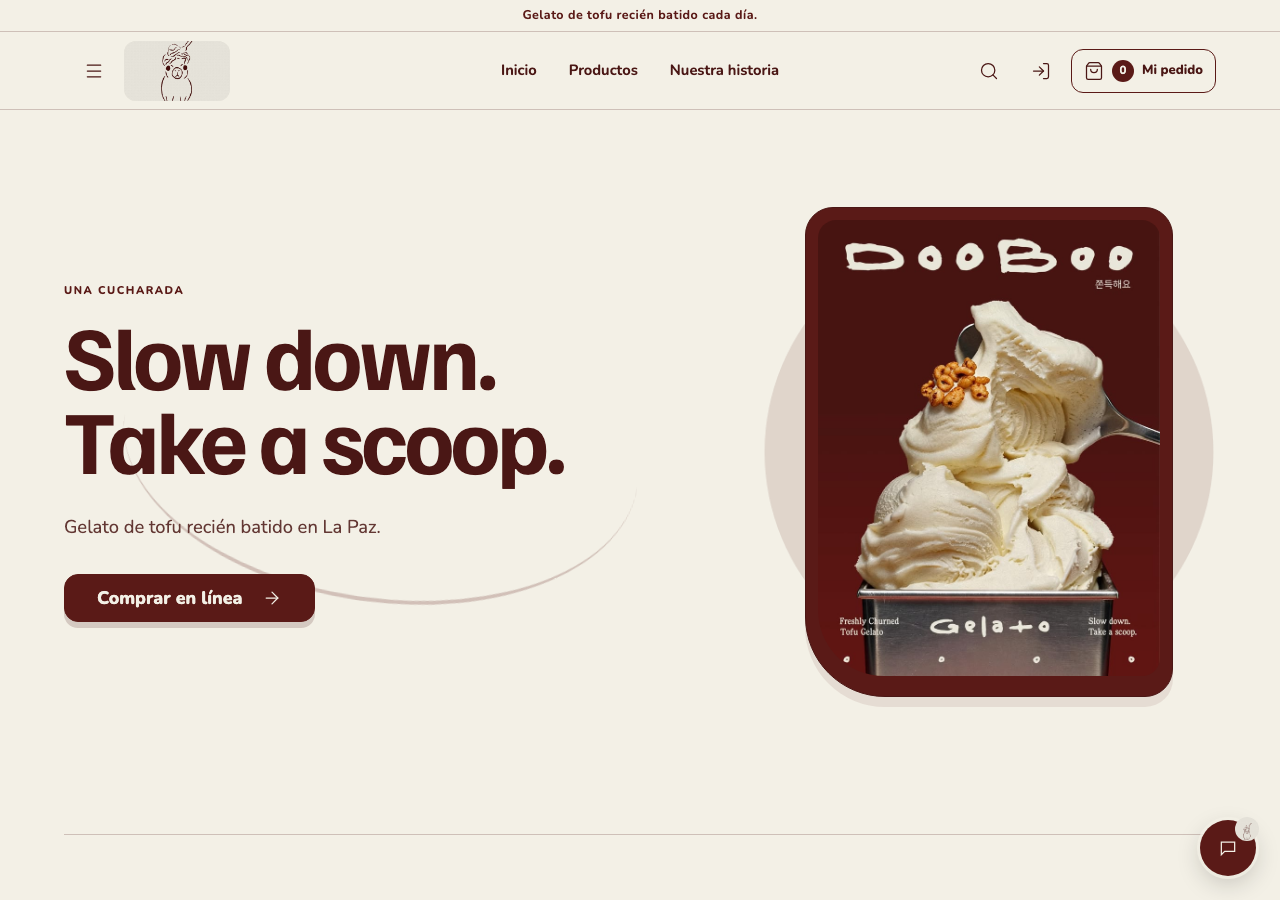 Gelato de tofu recién batido cada día.
Inicio
Productos
Nuestra historia
0
Mi pedido
UNA CUCHARADA
Slow down.
Take a scoop.
Gelato de tofu recién batido en La Paz.
Comprar en línea
DooBoo
쫀득해요
Freshly Churned
Tofu Gelato
Gelato
Slow down.
Take a scoop.